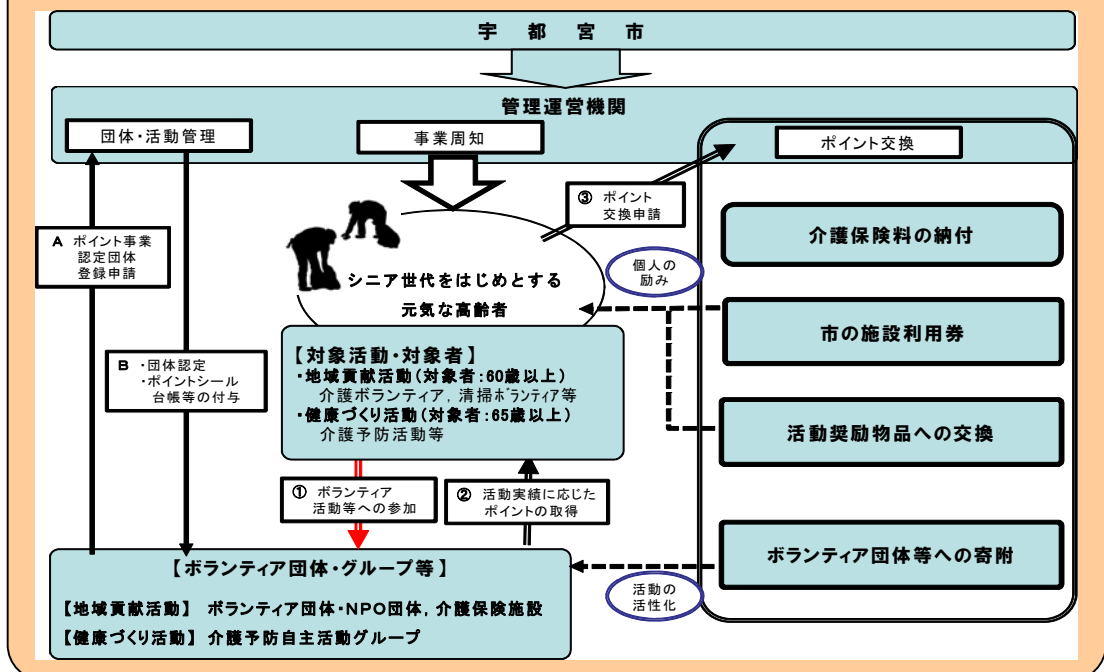 宇都宮市
管理運営機関
団体・活動管理
事業周知
ポイント交換
A ポイント事業
認定団体
登録申請
B ・団体認定
・ポイントシール
台帳等の付与
③ ポイント
交換申請
シニア世代をはじめとする
元気な高齢者
個人の
励み
【対象活動・対象者】
・地域貢献活動(対象者:60歳以上)
介護ボランティア, 清掃ボランティア等
・健康づくり活動(対象者:65歳以上)
介護予防活動等
① ボランティア
活動等への参加
② 活動実績に応じた
ポイントの取得
介護保険料の納付
市の施設利用券
活動奨励物品への交換
ボランティア団体等への寄附
活動の
活性化
【ボランティア団体・グループ等】
【地域貢献活動】 ボランティア団体・NPO団体, 介護保険施設
【健康づくり活動】 介護予防自主活動グループ